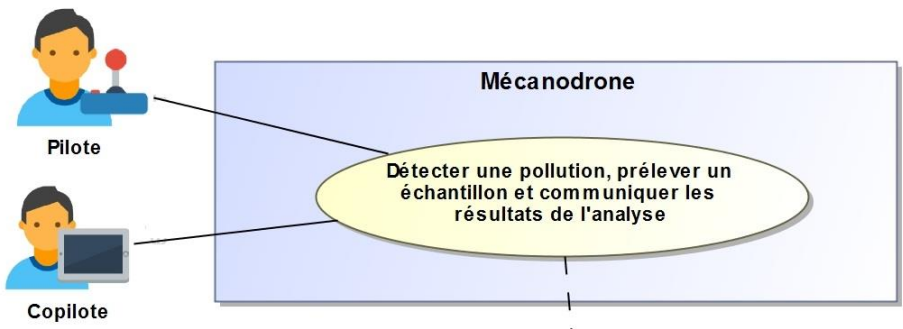 Mécanodrone
Pilote
Détecter une pollution, prélever un
échantillon et communiquer les
résultats de l'analyse
Copilote